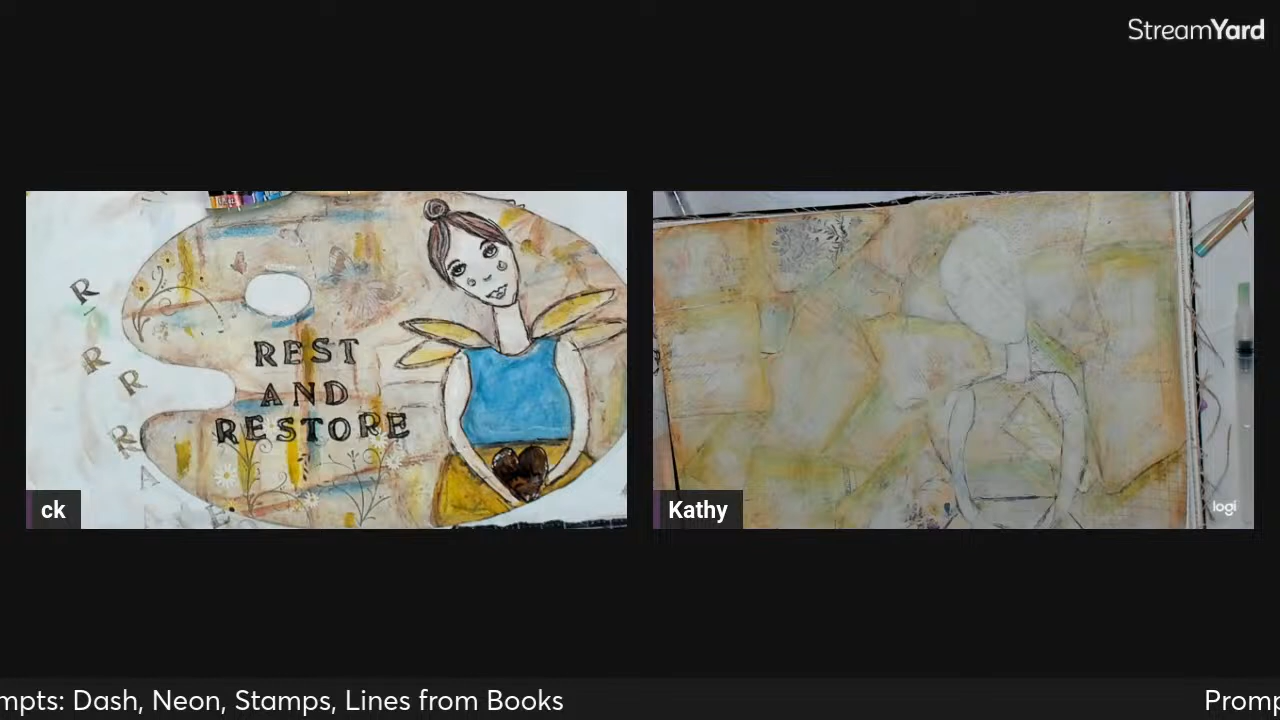 StreamYard
R
R
R
R
R
A
REST
AND
RESTORE
ck
Kathy
logi
mpts: Dash, Neon, Stamps, Lines from Books
Promp